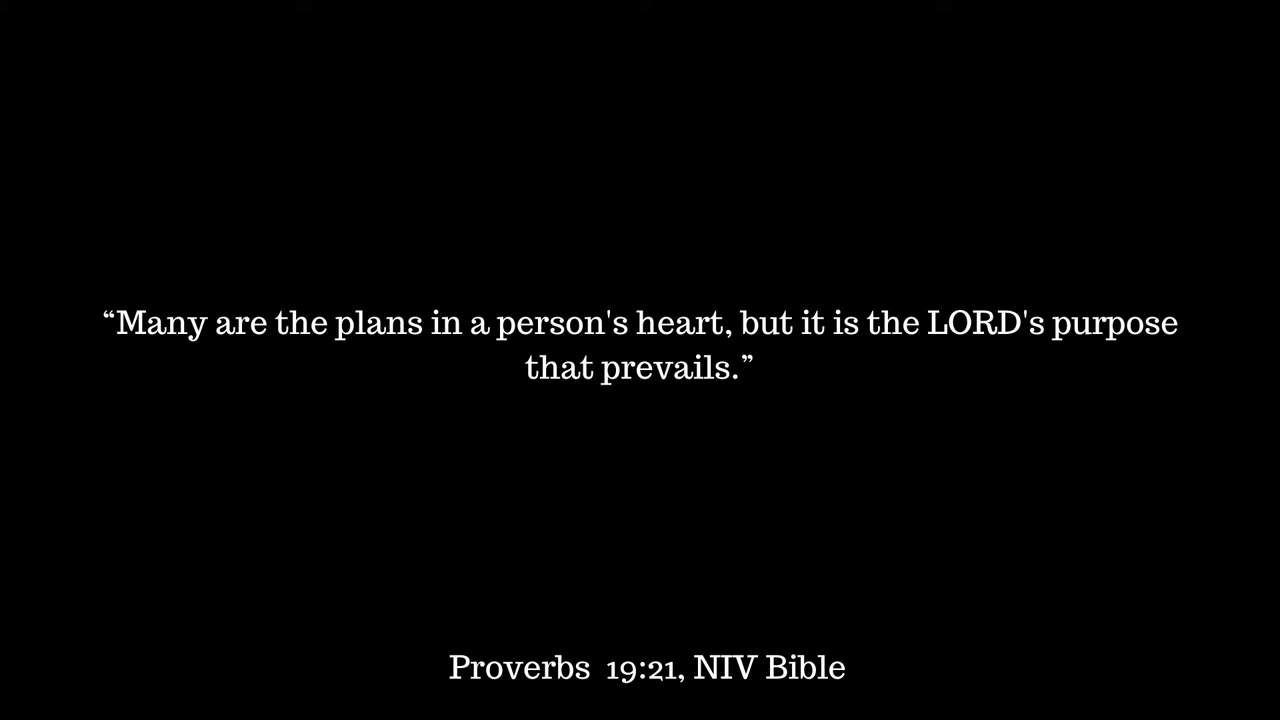 “Many are the plans in a person's heart, but it is the LORD's purpose
that prevails.”
Proverbs  19:21, NIV Bible